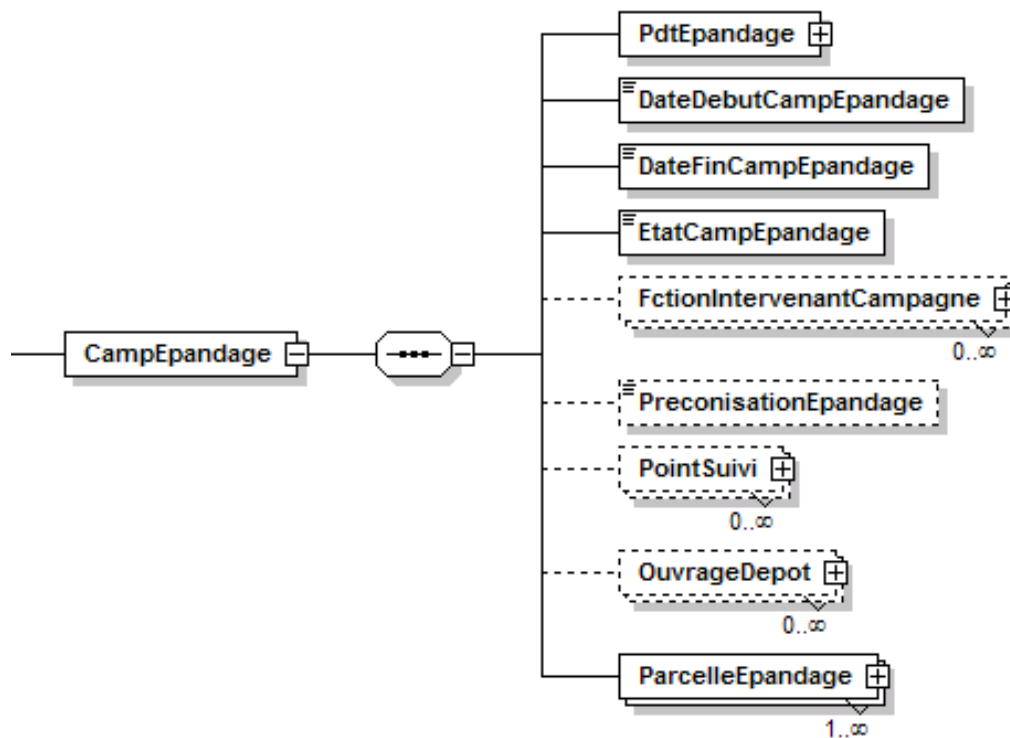 PdtEpandage
DateDebutCampEpandage
DateFinCampEpandage
EtatCampEpandage
FctionIntervenantCampagne
0..∞
CampEpandage
PreconisationEpandage
PointSuivi
0..∞
OuvrageDepot
0..∞
ParcelleEpandage
1..∞